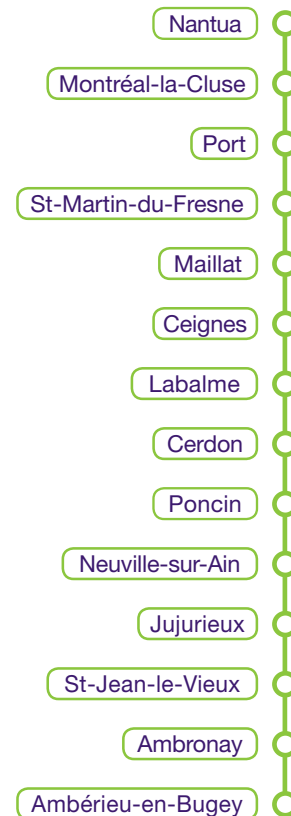 Nantua
Montréal-la-Cluse
Port
St-Martin-du-Fresne
Maillat
Ceignes
Labalme
Cerdon
Poncin
Neuville-sur-Ain
Jujurieux
St-Jean-le-Vieux
Ambronay
Ambérieu-en-Bugey